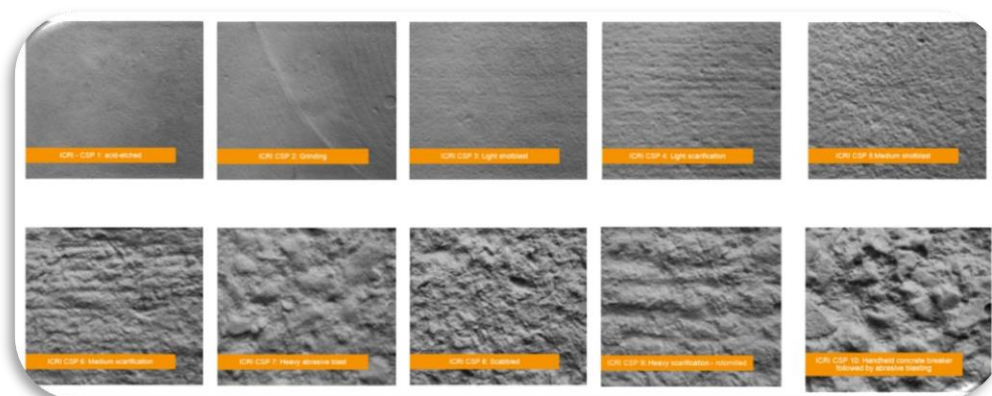 ICRI - CSP 1: acid-etched
ICRI CSP 2: Grinding
ICRI CSP 3: Light shotblast
ICRI CSP 4: Light scarification
ICRI CSP 5:Medium shotblast
ICRI CSP 6: Medium scarification
ICRI CSP 7: Heavy abrasive blast
ICRI CSP 8: Scabbled
ICRI CSP 9: Heavy scarification - rotomilled
ICRI CSP 10: Handheld concrete breaker
followed by abrasive blasting